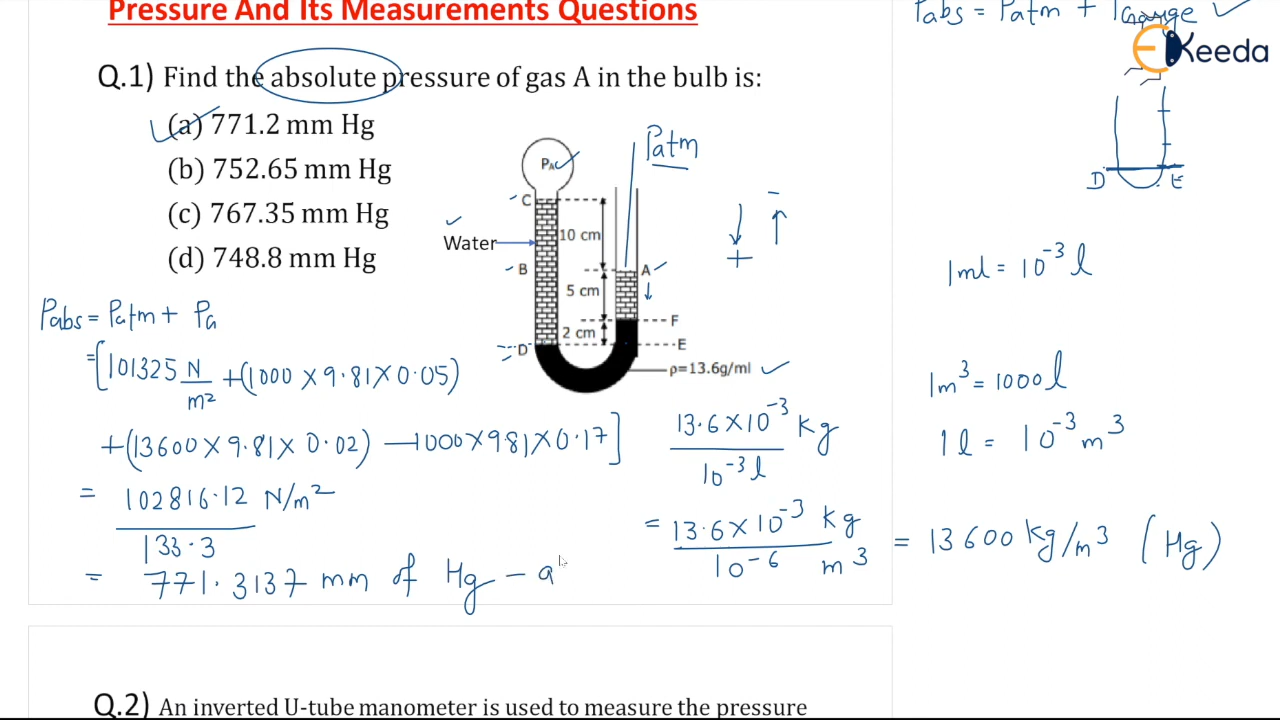 Pressure And Its Measurements Questions
Pabs = Patm + PGauge
EKeeda
Q.1) Find the absolute pressure of gas A in the bulb is:
(a) 771.2 mm Hg
(b) 752.65 mm Hg
(c) 767.35 mm Hg
(d) 748.8 mm Hg
PA
Patm
C
10 cm
Water
B
A
5 cm
F
2 cm
D
E
ρ=13.6g/ml
- +
D E
1ml = 10⁻³ l
1m³ = 1000 l
1 l = 10⁻³ m³
Pabs = Patm + Pa
= [101325 N/m² + (1000 × 9.81 × 0.05)
+ (13600 × 9.81 × 0.02) – 1000 × 9.81 × 0.17]
= 102816.12 N/m²
133.3
= 771.3137 mm of Hg – a
13.6 × 10⁻³ kg
10⁻³ l
= 13.6 × 10⁻³ kg
10⁻⁶ m³
= 13600 kg/m³ (Hg)
Q.2) An inverted U-tube manometer is used to measure the pressure